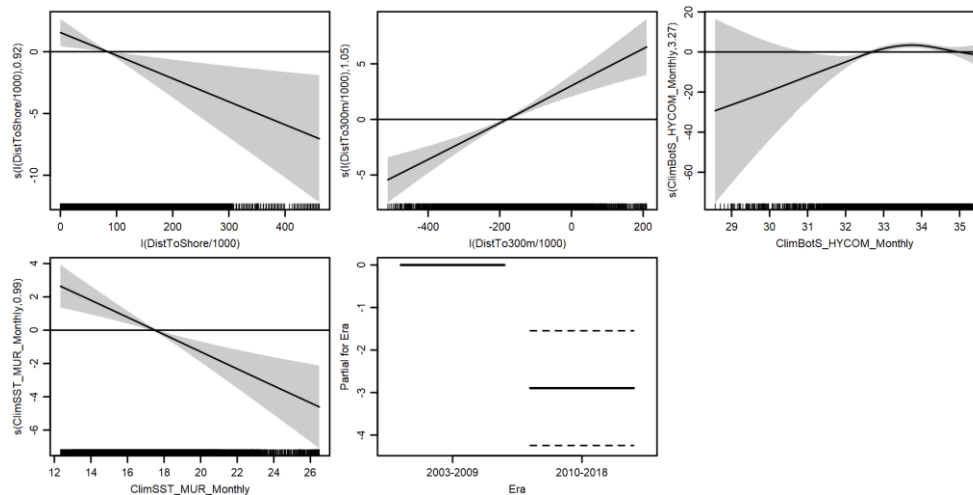 s(I(DistToShore/1000),0.92)
0
-5
-10
0 100 200 300 400
I(DistToShore/1000)
s(I(DistTo300m/1000),1.05)
5
0
-5
-400 -200 0 200
I(DistTo300m/1000)
s(ClimBotS_HYCOM_Monthly,3.27)
20
0
-20
-40
-60
29 30 31 32 33 34 35
ClimBotS_HYCOM_Monthly
s(ClimSST_MUR_Monthly,0.99)
4
2
0
-2
-4
-6
12 14 16 18 20 22 24 26
ClimSST_MUR_Monthly
Partial for Era
0
-1
-2
-3
-4
2003-2009 2010-2018
Era